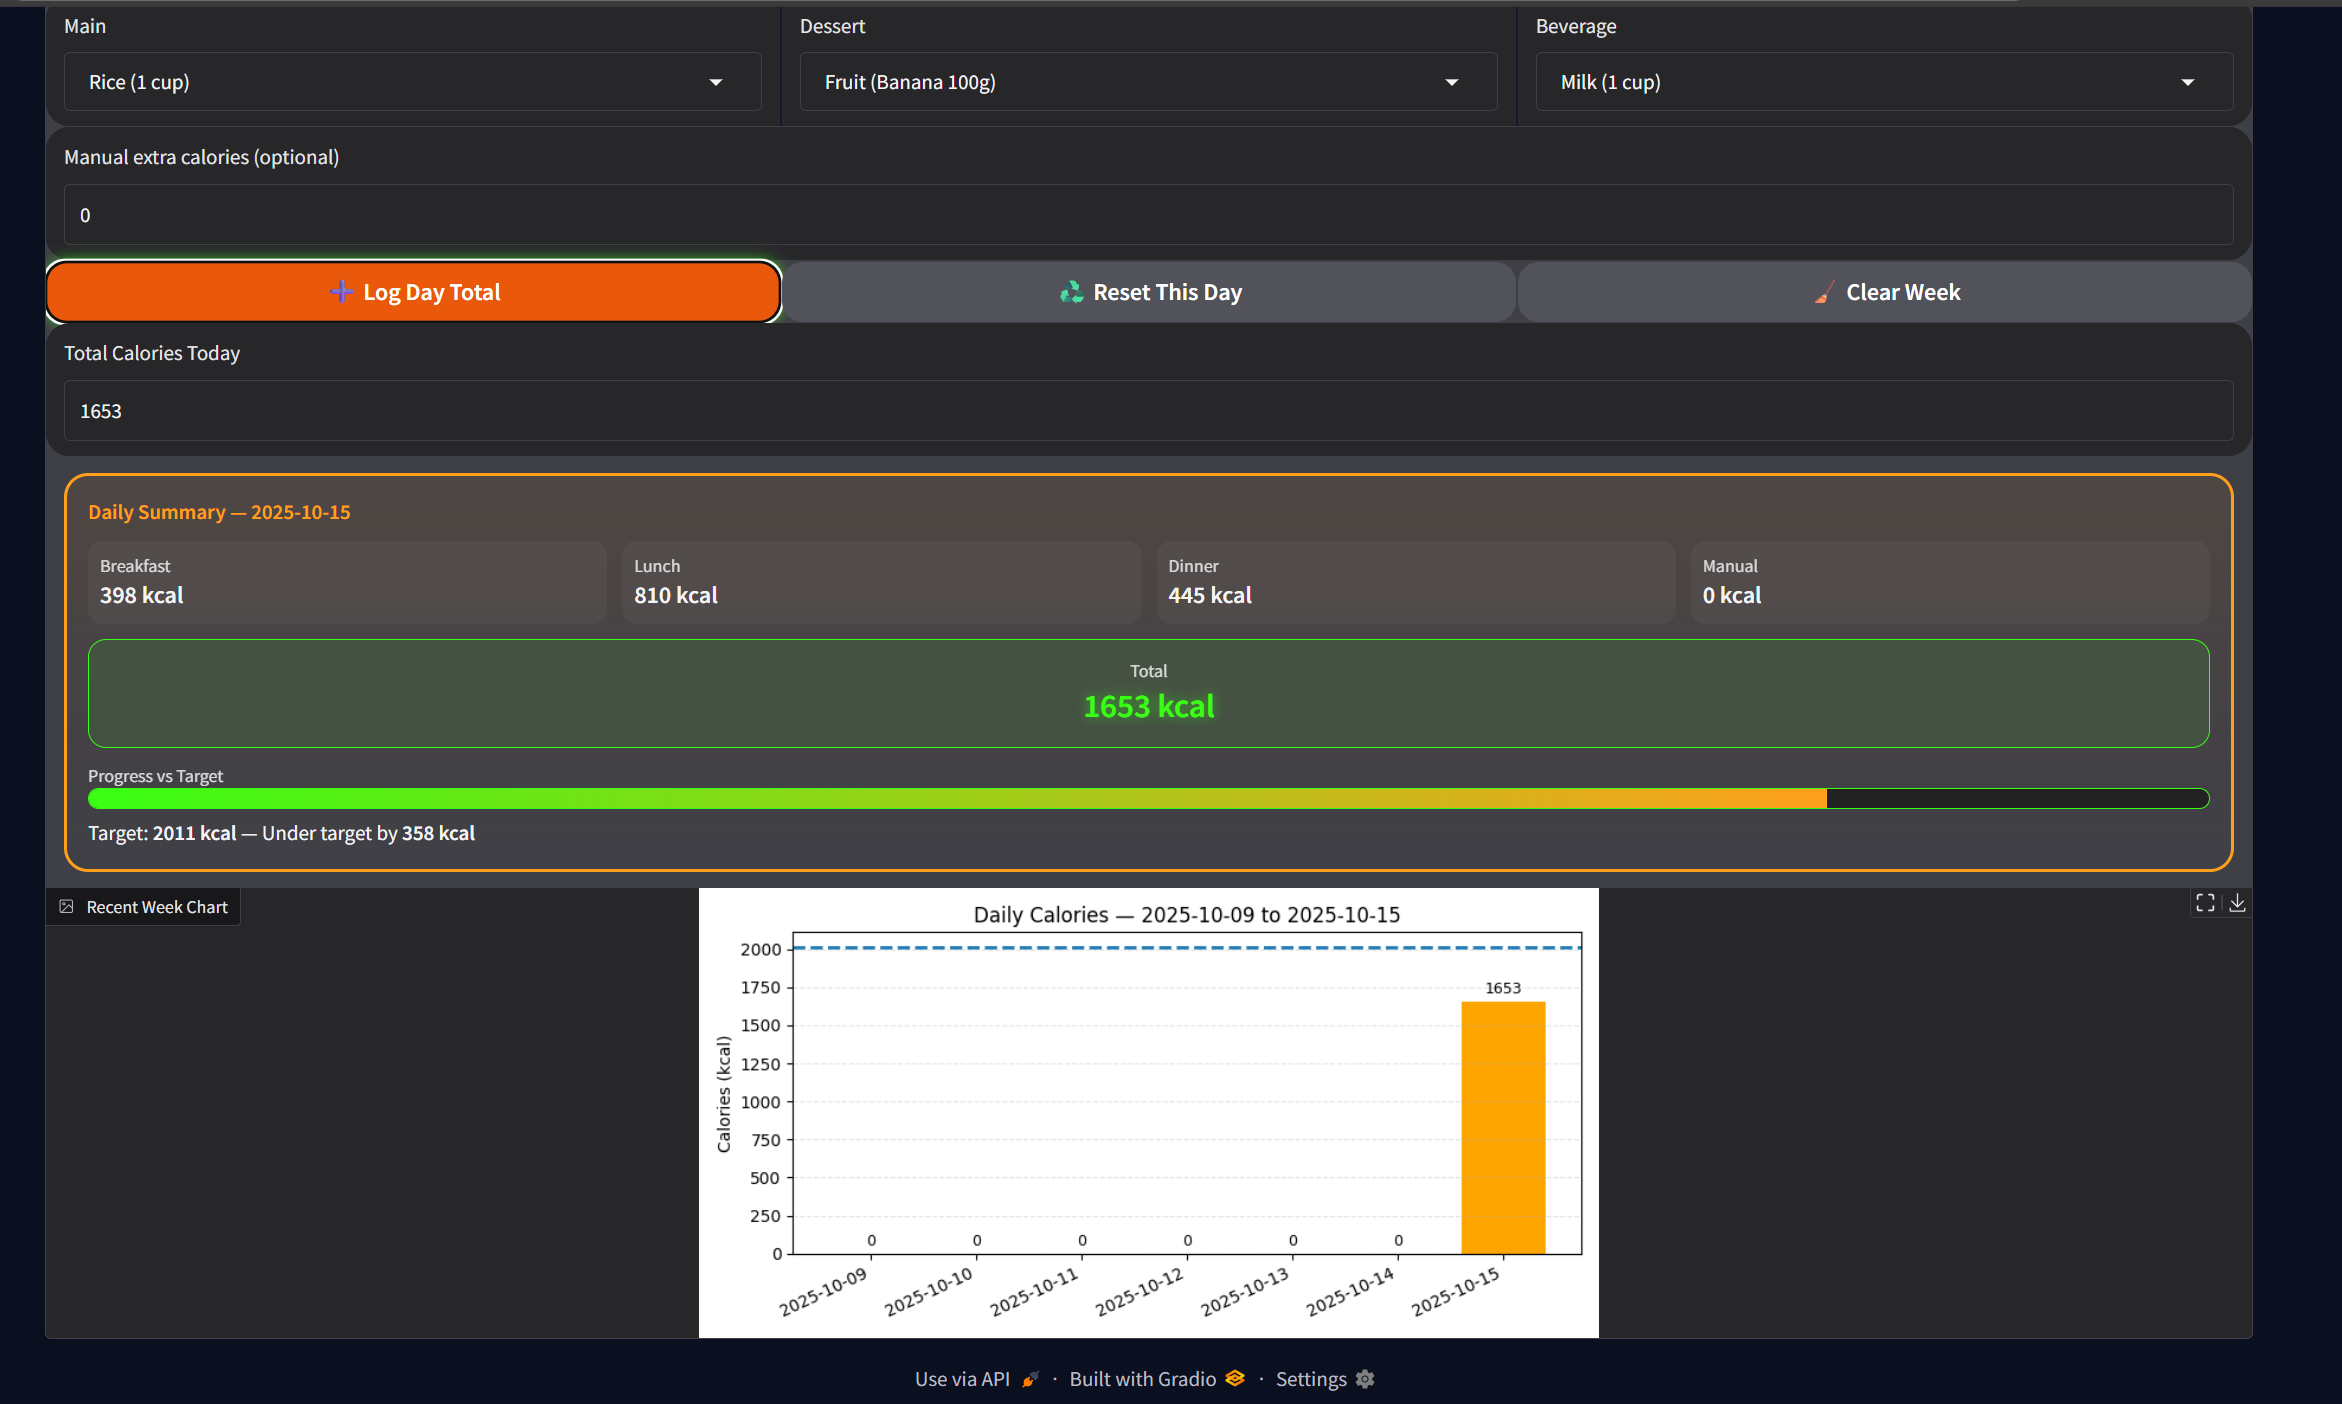 Main Dessert Beverage
Rice (1 cup) Fruit (Banana 100g) Milk (1 cup)
Manual extra calories (optional)
0
Log Day Total Reset This Day Clear Week
Total Calories Today
1653
Daily Summary — 2025-10-15
Breakfast Lunch Dinner Manual
398 kcal 810 kcal 445 kcal 0 kcal
Total
1653 kcal
Progress vs Target
Target: 2011 kcal — Under target by 358 kcal
Recent Week Chart
Daily Calories — 2025-10-09 to 2025-10-15
Calories (kcal)
2000
1750
1500
1250
1000
750
500
250
0
0 0 0 0 0 0 1653
2025-10-09 2025-10-10 2025-10-11 2025-10-12 2025-10-13 2025-10-14 2025-10-15
Use via API · Built with Gradio · Settings